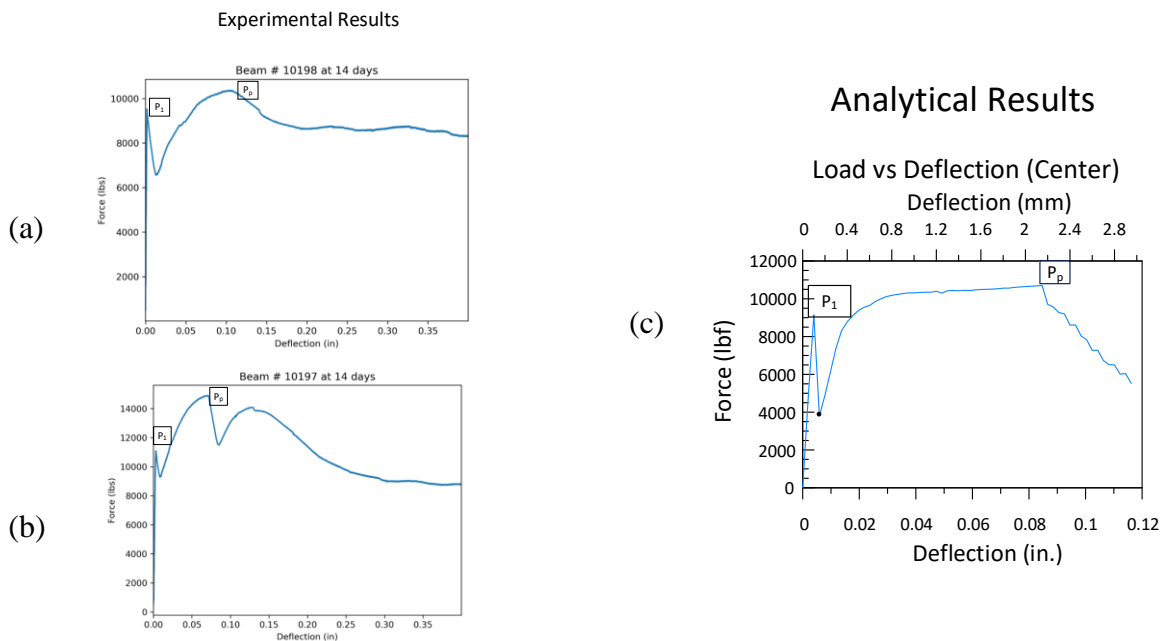 Experimental Results
(a)
Beam # 10198 at 14 days
P1
Pp
10000
8000
6000
4000
2000
Force (lbs)
0.00 0.05 0.10 0.15 0.20 0.25 0.30 0.35
Deflection (in)
(b)
Beam # 10197 at 14 days
P1
Pp
14000
12000
10000
8000
6000
4000
2000
0
Force (lbs)
0.00 0.05 0.10 0.15 0.20 0.25 0.30 0.35
Deflection (in)
(c)
Analytical Results
Load vs Deflection (Center)
Deflection (mm)
0 0.4 0.8 1.2 1.6 2 2.4 2.8
P1
Pp
12000
10000
8000
6000
4000
2000
0
Force (lbf)
0 0.02 0.04 0.06 0.08 0.1 0.12
Deflection (in.)